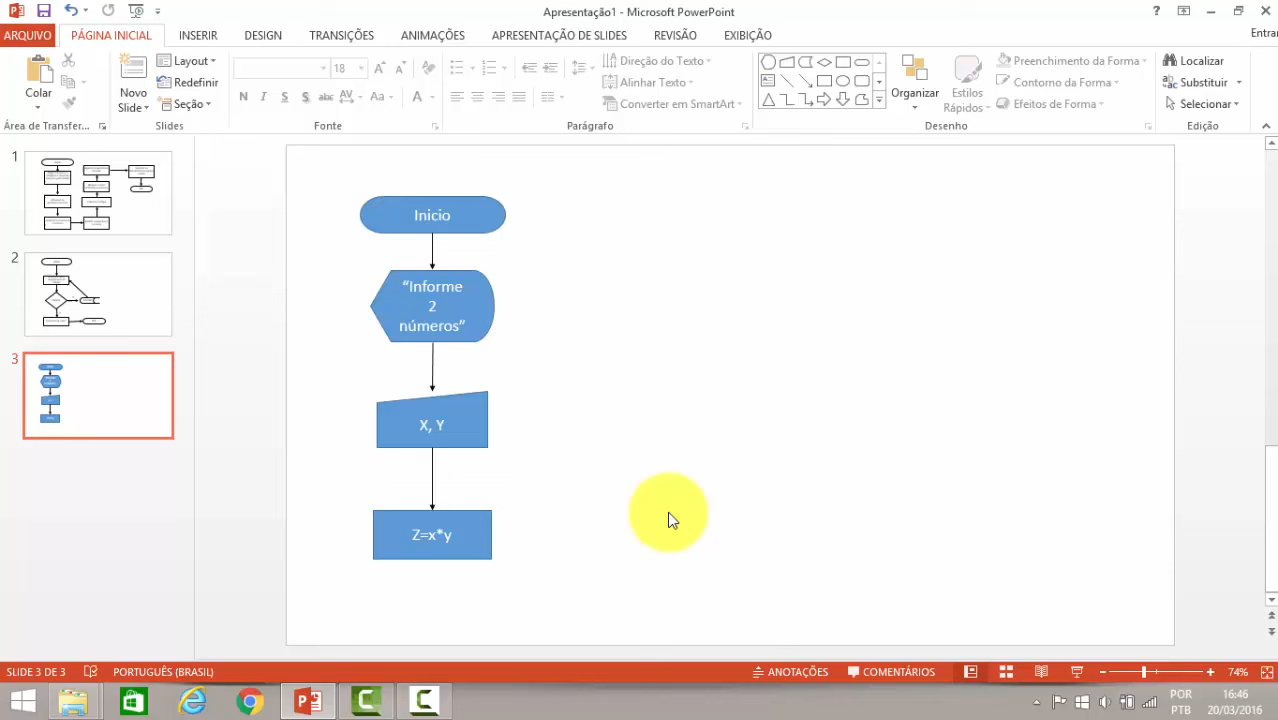 Apresentação1 - Microsoft PowerPoint
?
ARQUIVO PÁGINA INICIAL INSERIR DESIGN TRANSIÇÕES ANIMAÇÕES APRESENTAÇÃO DE SLIDES REVISÃO EXIBIÇÃO Entrar
Colar
Novo
Slide
Layout
Redefinir
Seção
18
N I S S abc AV Aa A
Direção do Texto
Alinhar Texto
Converter em SmartArt
Organizar
Estilos
Rápidos
Preenchimento da Forma
Contorno da Forma
Efeitos de Forma
Localizar
Substituir
Selecionar
Área de Transfer... Slides Fonte Parágrafo Desenho Edição
1
2
3
Inicio
“Informe
2
números”
X, Y
Z=x*y
SLIDE 3 DE 3 PORTUGUÊS (BRASIL) ANOTAÇÕES COMENTÁRIOS 74%
POR
PTB
16:46
20/03/2016